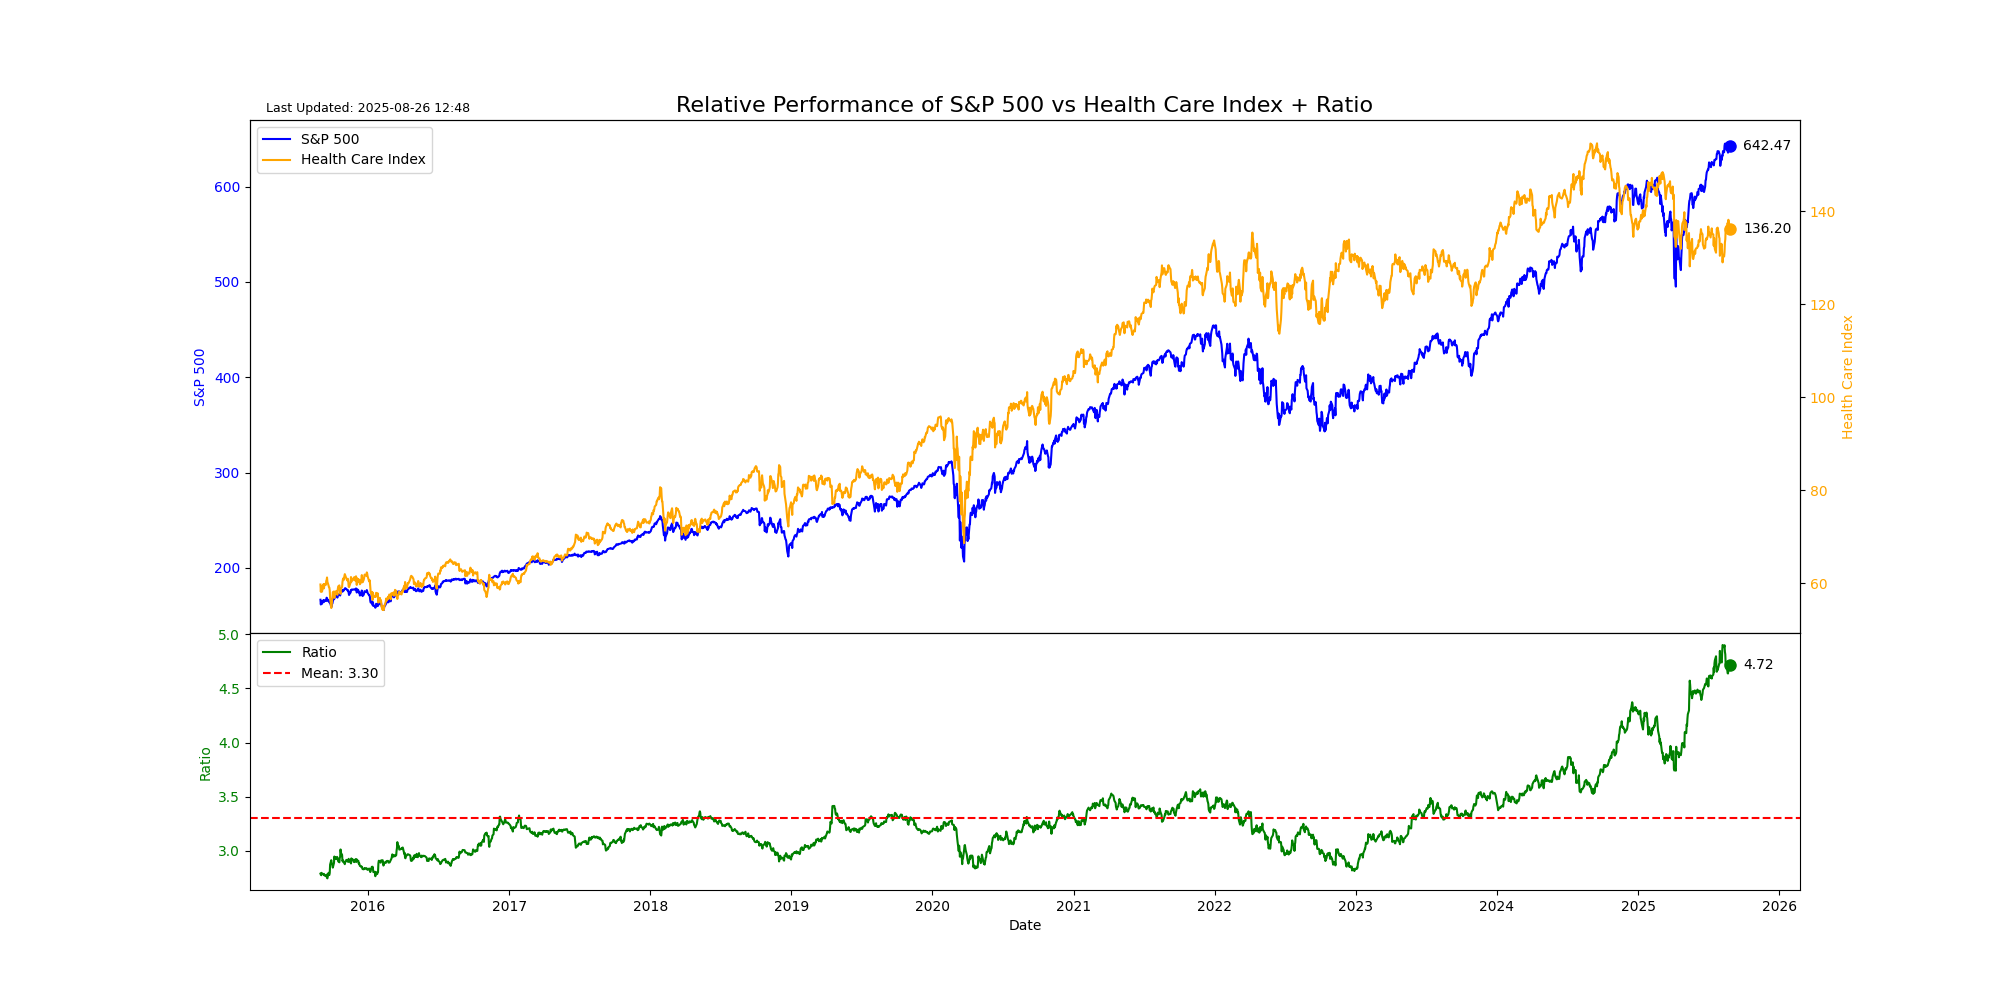 Last Updated: 2025-08-26 12:48
Relative Performance of S&P 500 vs Health Care Index + Ratio
S&P 500
Health Care Index
642.47
136.20
600
500
400
300
200
S&P 500
140
120
100
80
60
Health Care Index
Ratio
Mean: 3.30
4.72
5.0
4.5
4.0
3.5
3.0
Ratio
2016 2017 2018 2019 2020 2021 2022 2023 2024 2025 2026
Date